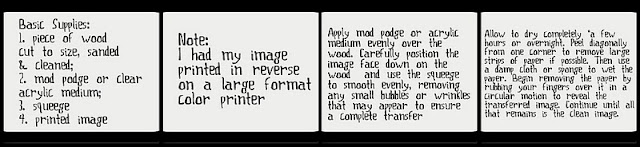 Basic Supplies:
1. piece of wood
cut to size, sanded
& cleaned;
2. mod podge or clear
acrylic medium;
3. squeege
4. printed image
Note:
I had my image
printed in reverse
on a large format
color printer
Apply mod podge or acrylic
medium evenly over the
wood. Carefully position the
image face down on the
wood and use the squeege
to smooth evenly, removing
any small bubbles or wrinkles
that may appear to ensure
a complete transfer
Allow to dry completely a few
hours or overnight. Peel diagonally
from one corner to remove large
strips of paper if possible. Then use
a damp cloth or sponge to wet the
paper. Begin removing the paper by
rubbing your fingers over it in a
circular motion to reveal the
transferred image. Continue until all
that remains is the clean image.